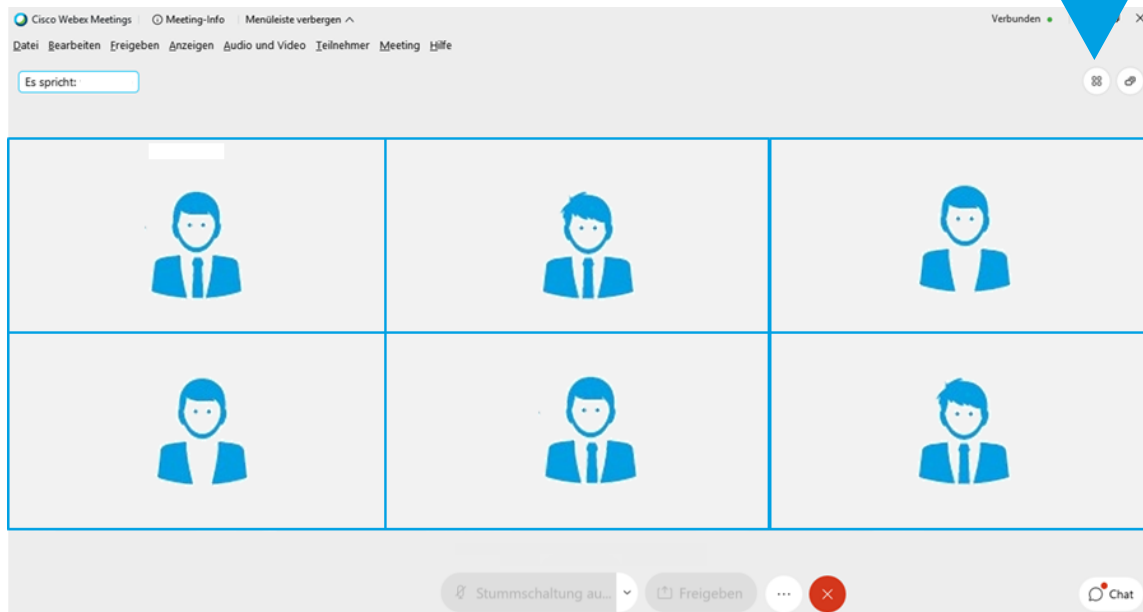 Cisco Webex Meetings Meeting-Info Menüleiste verbergen Verbunden
Datei Bearbeiten Freigeben Anzeigen Audio und Video Teilnehmer Meeting Hilfe
Es spricht:
Stummschaltung au... Freigeben ... Chat